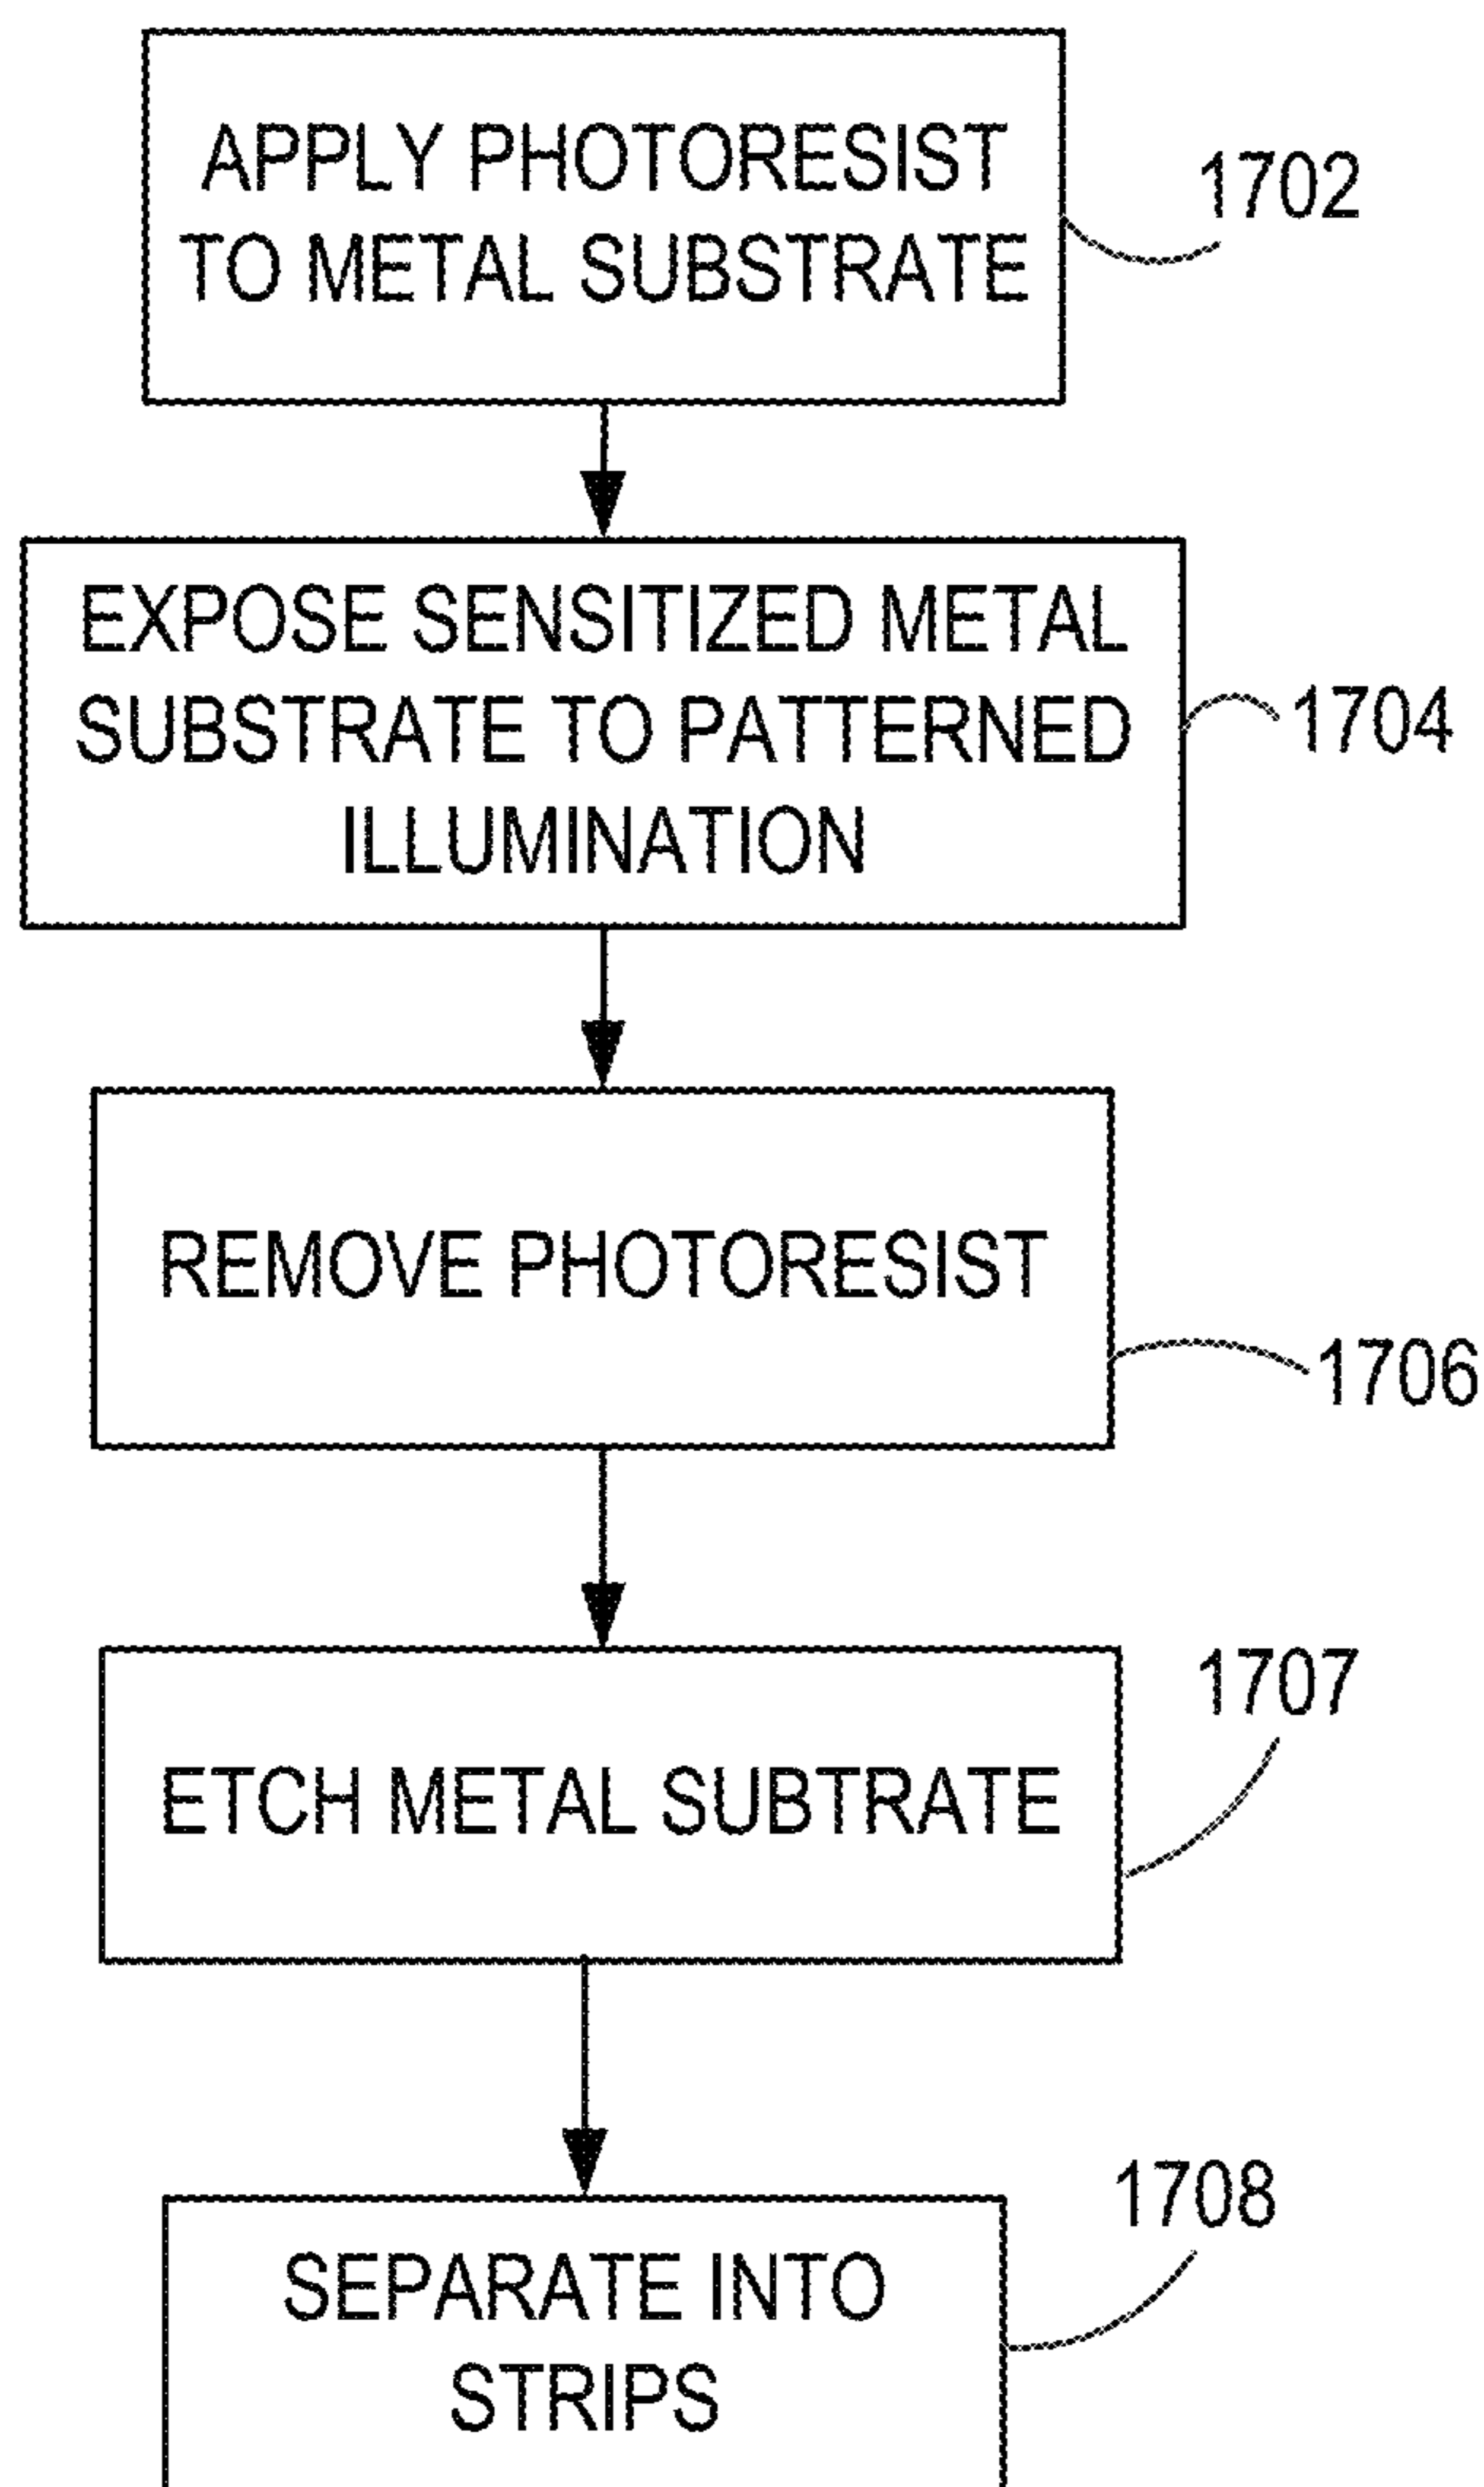 APPLY PHOTORESIST
TO METAL SUBSTRATE
1702
EXPOSE SENSITIZED METAL
SUBSTRATE TO PATTERNED
ILLUMINATION
1704
REMOVE PHOTORESIST
1706
ETCH METAL SUBTRATE
1707
SEPARATE INTO
STRIPS
1708